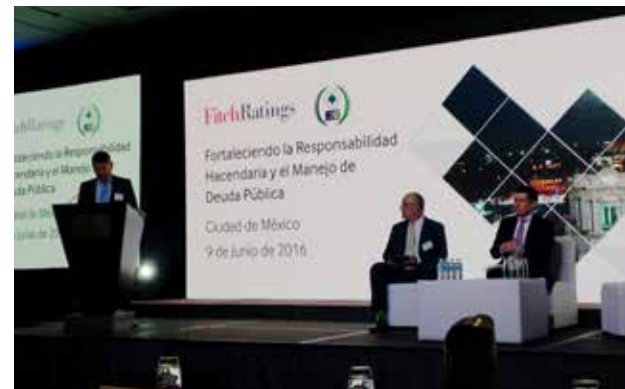 FitchRatings
Fortaleciendo la Responsabilidad
Hacendaria y el Manejo de
Deuda Pública
Ciudad de México
9 de Junio de 2016